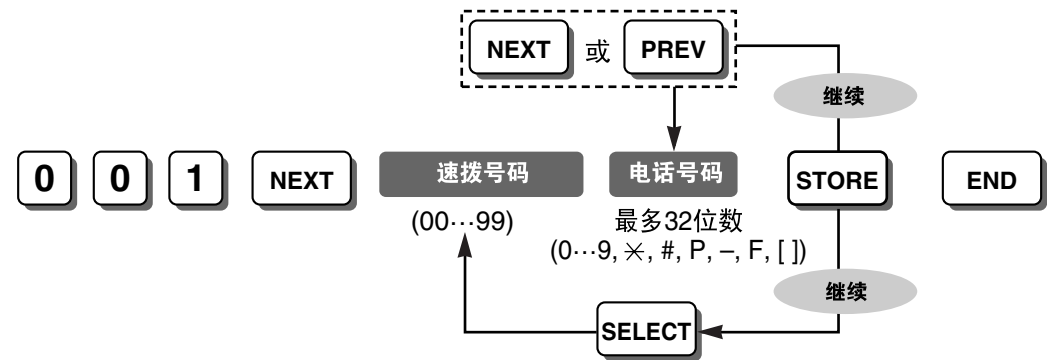 NEXT 或 PREV
继续
0 0 1 NEXT 速拨号码 电话号码 STORE END
(00⋯99) 最多32位数
(0⋯9, ✳, #, P, –, F, [ ])
继续
SELECT